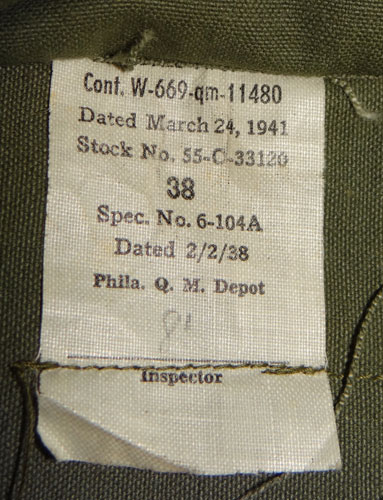 Cont. W-669-qm-11480
Dated March 24, 1941
Stock No. 55-C-33120
38
Spec. No. 6-104A
Dated 2/2/38
Phila. Q. M. Depot
Inspector